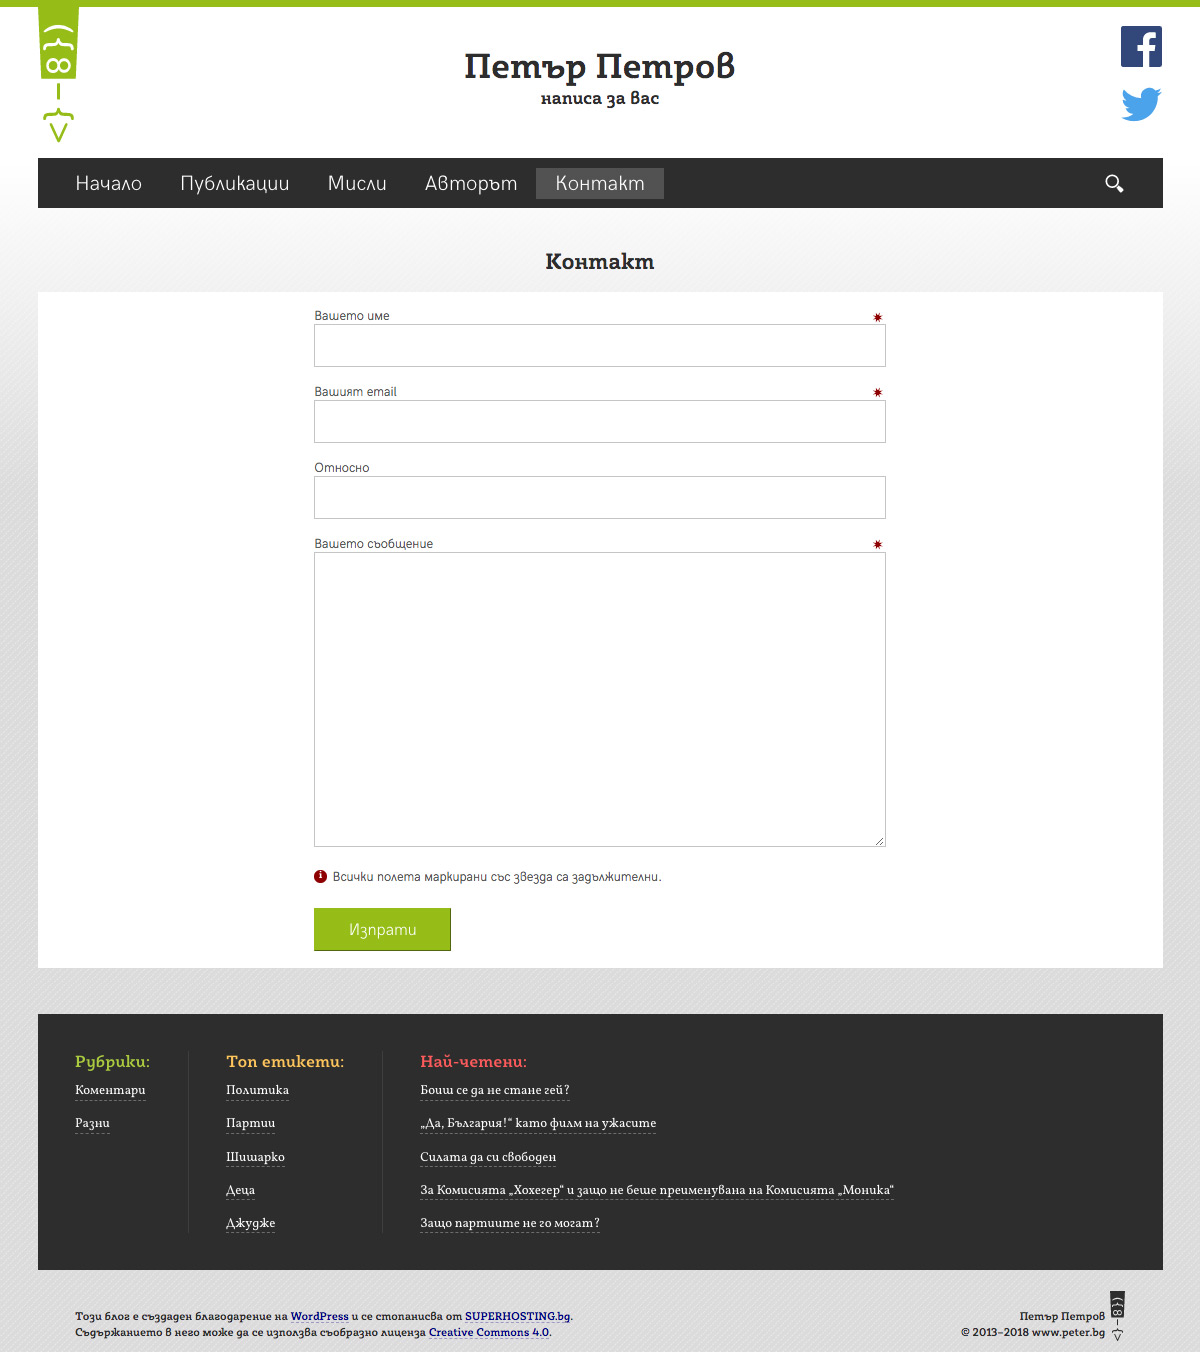 ({8
–{>
Петър Петров
написа за вас
Начало Публикации Мисли Авторът Контакт
Контакт
Вашето име
Вашият email
Относно
Вашето съобщение
Всички полета маркирани със звезда са задължителни.
Изпрати
Рубрики:
Коментари
Разни
Топ етикети:
Политика
Партии
Шишарко
Деца
Джудже
Най-четени:
Боиш се да не стане гей?
„Да, България!“ като филм на ужасите
Силата да си свободен
За Комисията „Хохегер“ и защо не беше преименувана на Комисията „Моника“
Защо партиите не го могат?
Този блог е създаден благодарение на WordPress и се стопанисва от SUPERHOSTING.bg.
Съдържанието в него може да се използва съобразно лиценза Creative Commons 4.0.
Петър Петров
© 2013–2018 www.peter.bg
({8
–{>